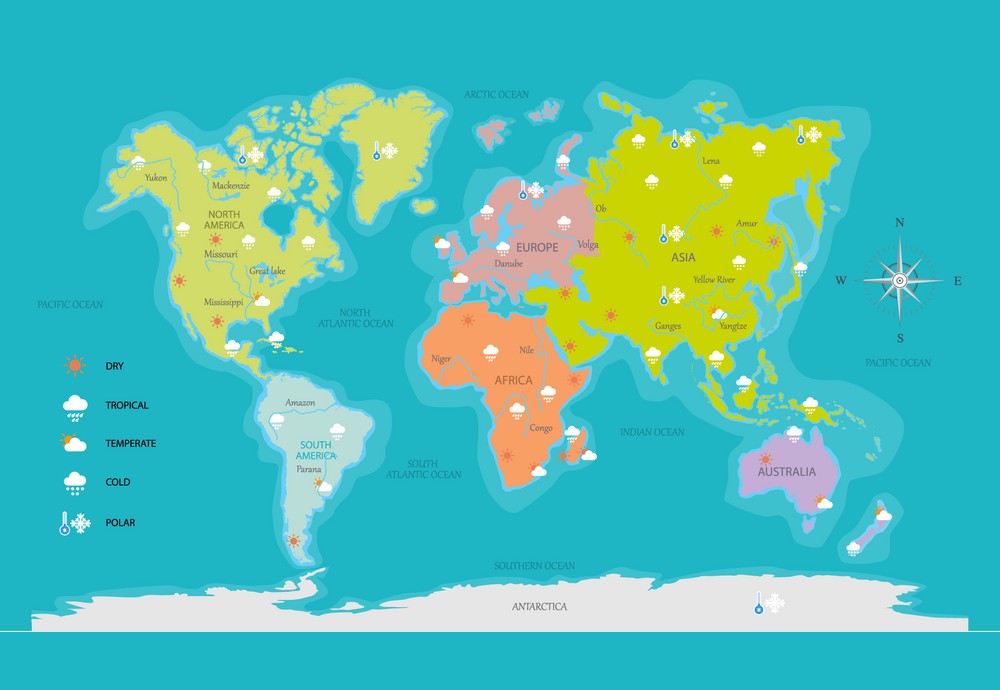 ARCTIC OCEAN
Lena
Yukon
Mackenzie
Ob
NORTH
AMERICA
Amur
Missouri
EUROPE
Volga
ASIA
Danube
Great lake
Yellow River
Mississippi
PACIFIC OCEAN
NORTH
ATLANTIC OCEAN
Ganges
Yangtze
Niger
Nile
PACIFIC OCEAN
AFRICA
Amazon
Congo
INDIAN OCEAN
SOUTH
AMERICA
Parana
SOUTH
ATLANTIC OCEAN
AUSTRALIA
SOUTHERN OCEAN
ANTARCTICA
N
W
E
S
DRY
TROPICAL
TEMPERATE
COLD
POLAR